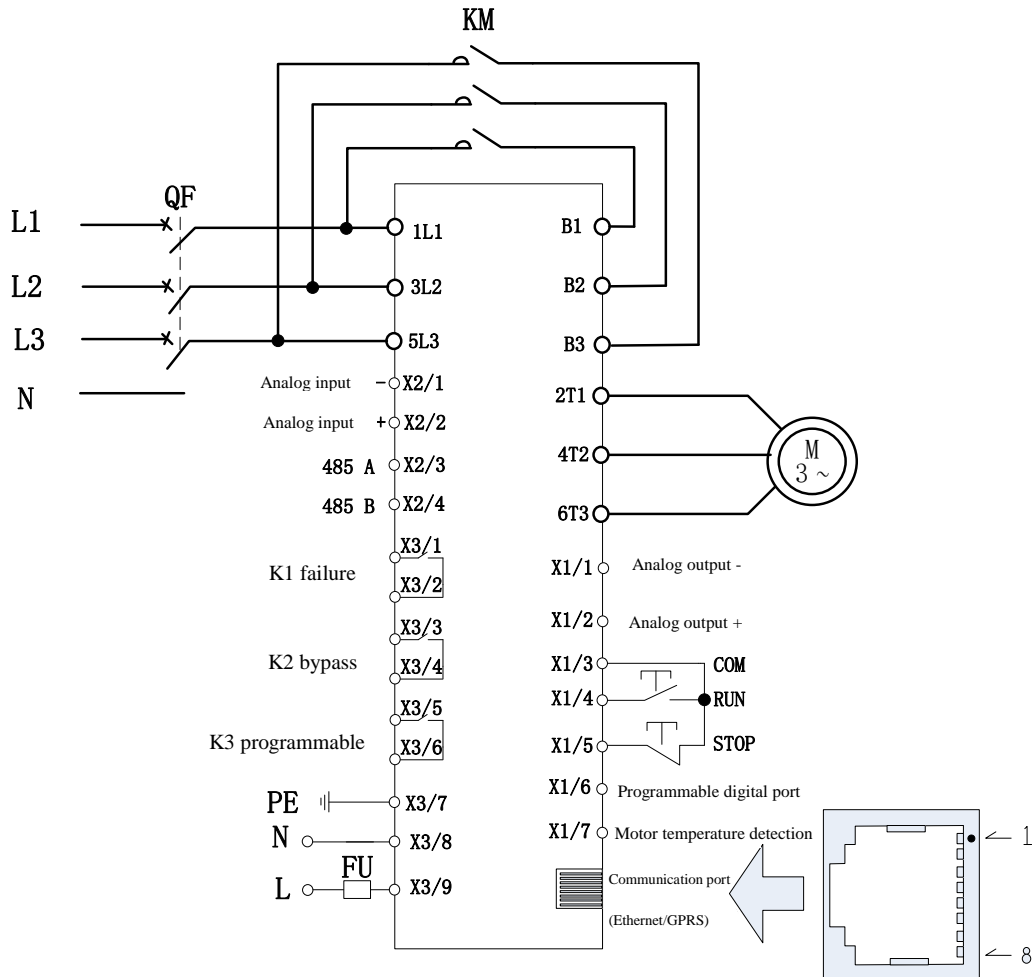 KM
QF
L1
1L1
B1
L2
3L2
B2
L3
5L3
B3
N
Analog input
-
X2/1
2T1
Analog input
+
X2/2
M
3 ~
485 A
X2/3
4T2
485 B
X2/4
6T3
K1 failure
X3/1
X3/2
X1/1
Analog output -
K2 bypass
X3/3
X3/4
X1/2
Analog output +
X1/3
COM
X1/4
RUN
K3 programmable
X3/5
X3/6
X1/5
STOP
PE
X3/7
X1/6
Programmable digital port
N
X3/8
X1/7
Motor temperature detection
1
L
FU
X3/9
Communication port
(Ethernet/GPRS)
8